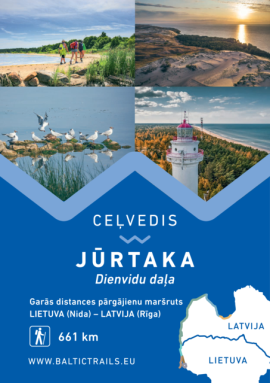 CEĻVEDIS
JŪRTAKA
Dienvidu daļa
Garās distances pārgājienu maršruts
LIETUVA (Nida) – LATVIJA (Rīga)
661 km
WWW.BALTICTRAILS.EU
LATVIJA
LIETUVA